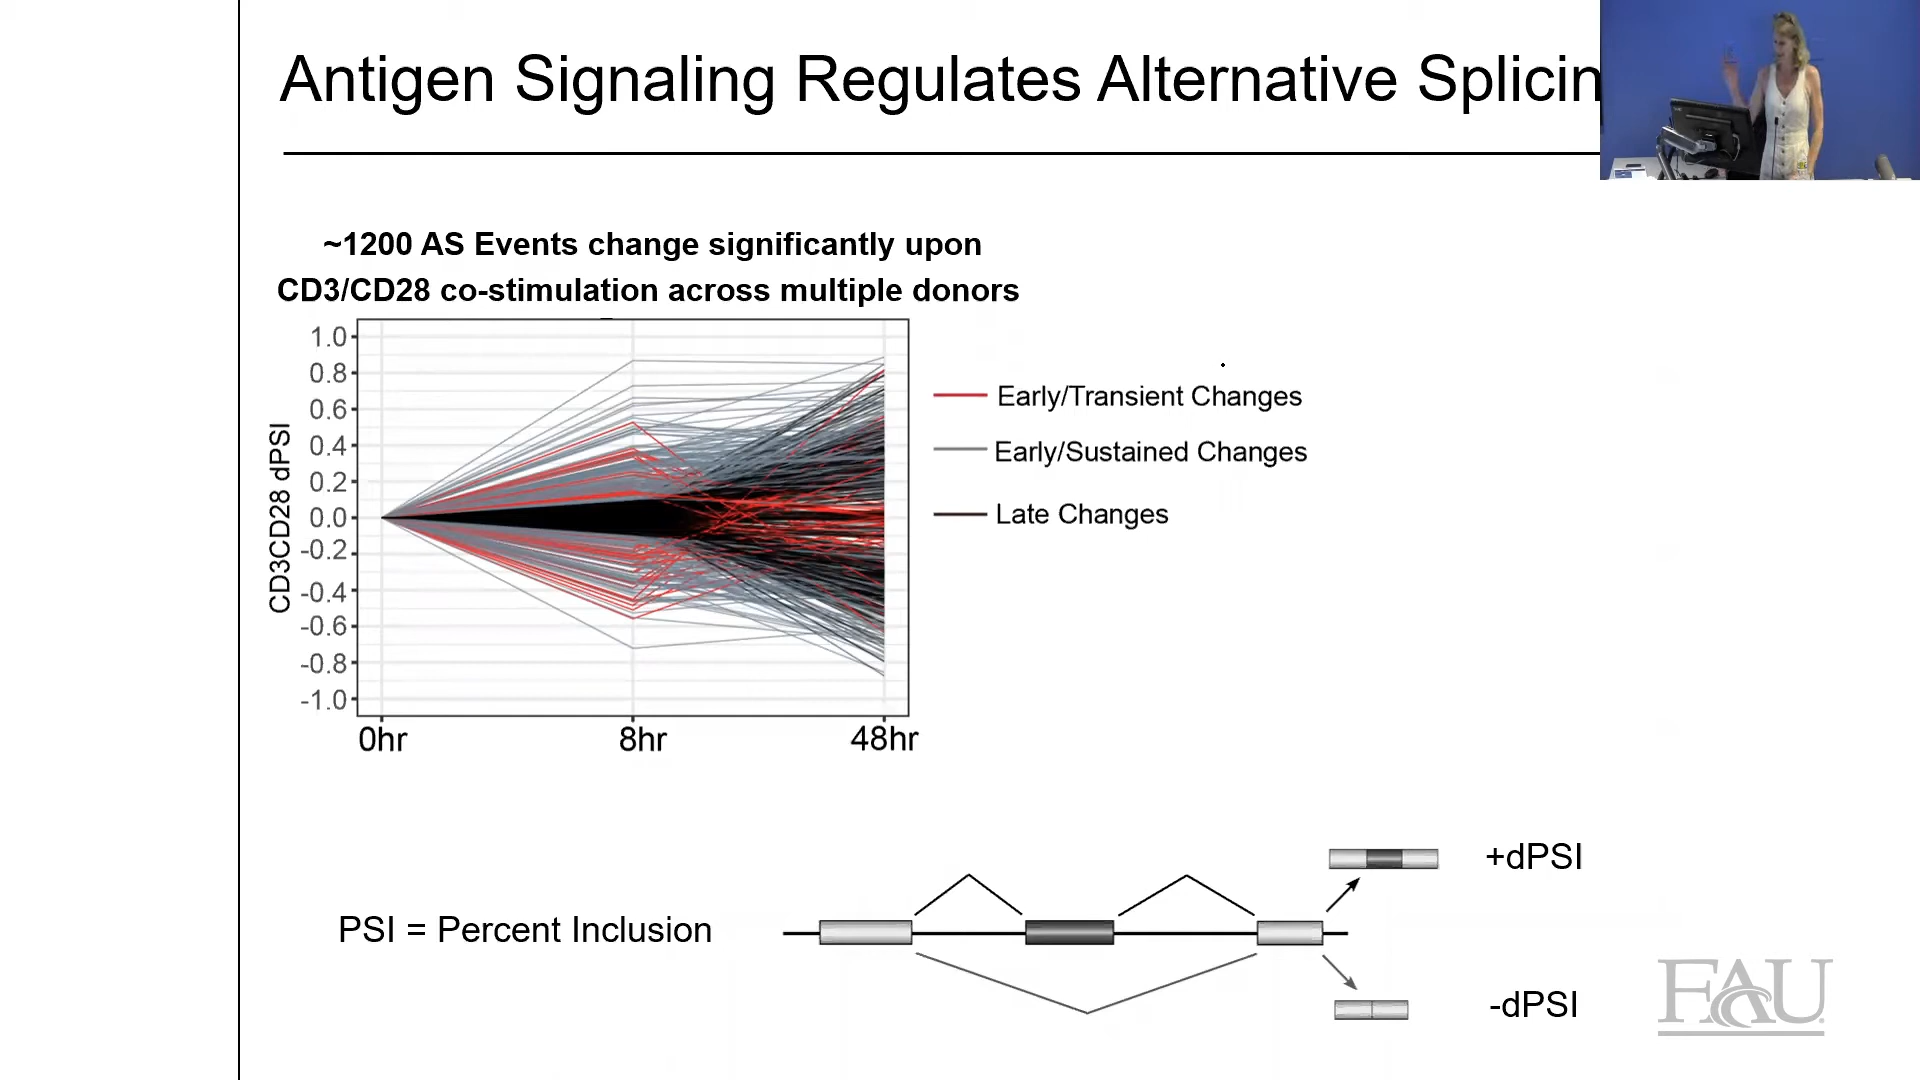 Antigen Signaling Regulates Alternative Splicin
~1200 AS Events change significantly upon
CD3/CD28 co-stimulation across multiple donors
CD3CD28 dPSI
1.0
0.8
0.6
0.4
0.2
0.0
-0.2
-0.4
-0.6
-0.8
-1.0
0hr 8hr 48hr
Early/Transient Changes
Early/Sustained Changes
Late Changes
PSI = Percent Inclusion
+dPSI
-dPSI
FAU